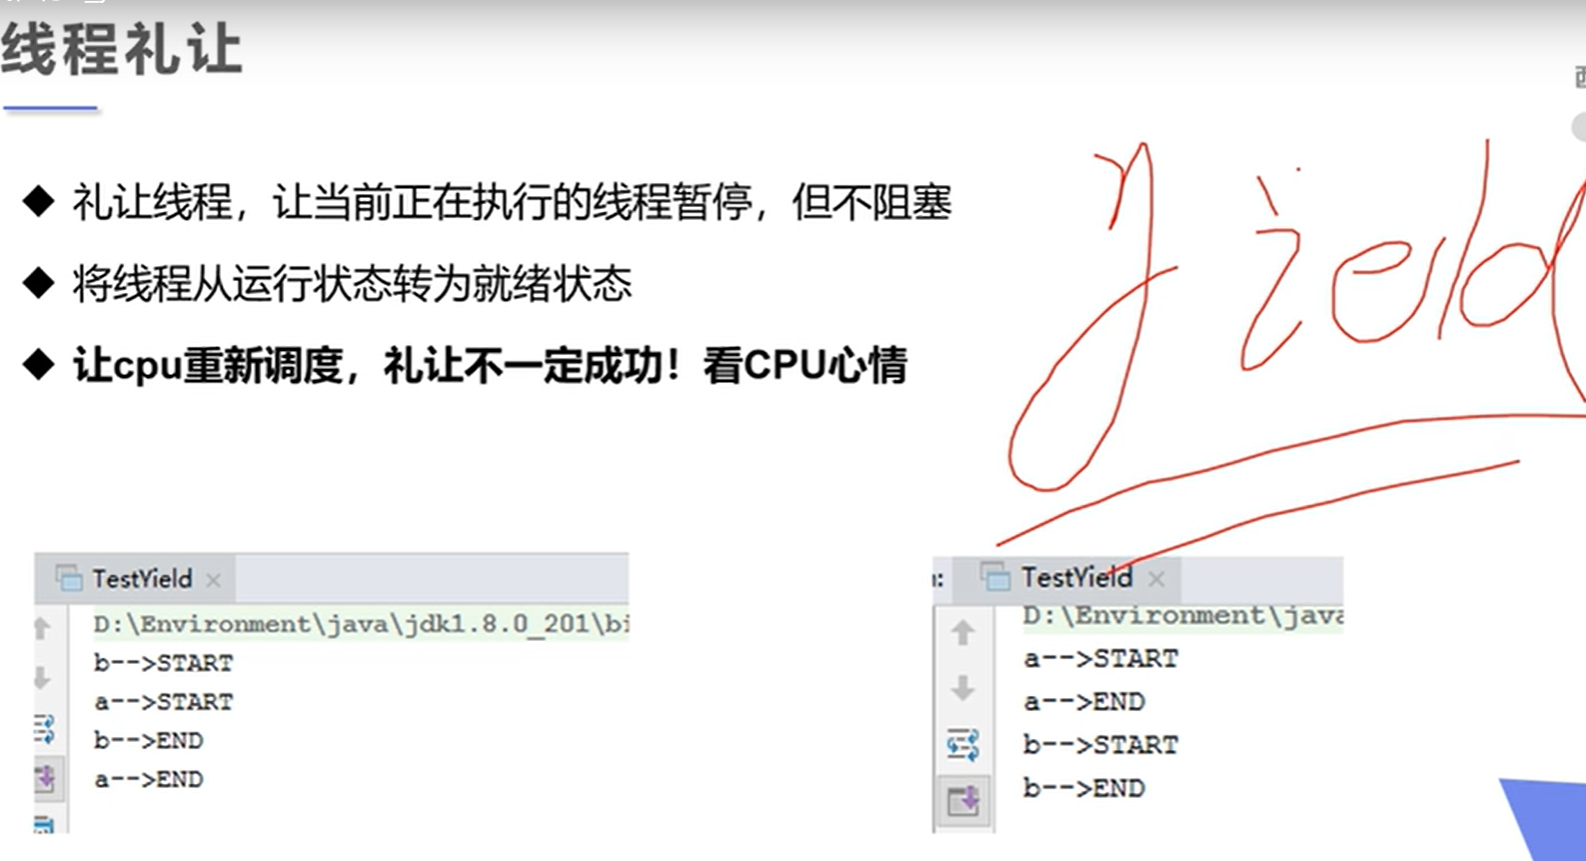 线程礼让
◆ 礼让线程，让当前正在执行的线程暂停，但不阻塞
◆ 将线程从运行状态转为就绪状态
◆ 让cpu重新调度，礼让不一定成功！看CPU心情
yield
TestYield ×
D:\Environment\java\jdk1.8.0_201\bi
b-->START
a-->START
b-->END
a-->END
TestYield ×
D:\Environment\java
a-->START
a-->END
b-->START
b-->END